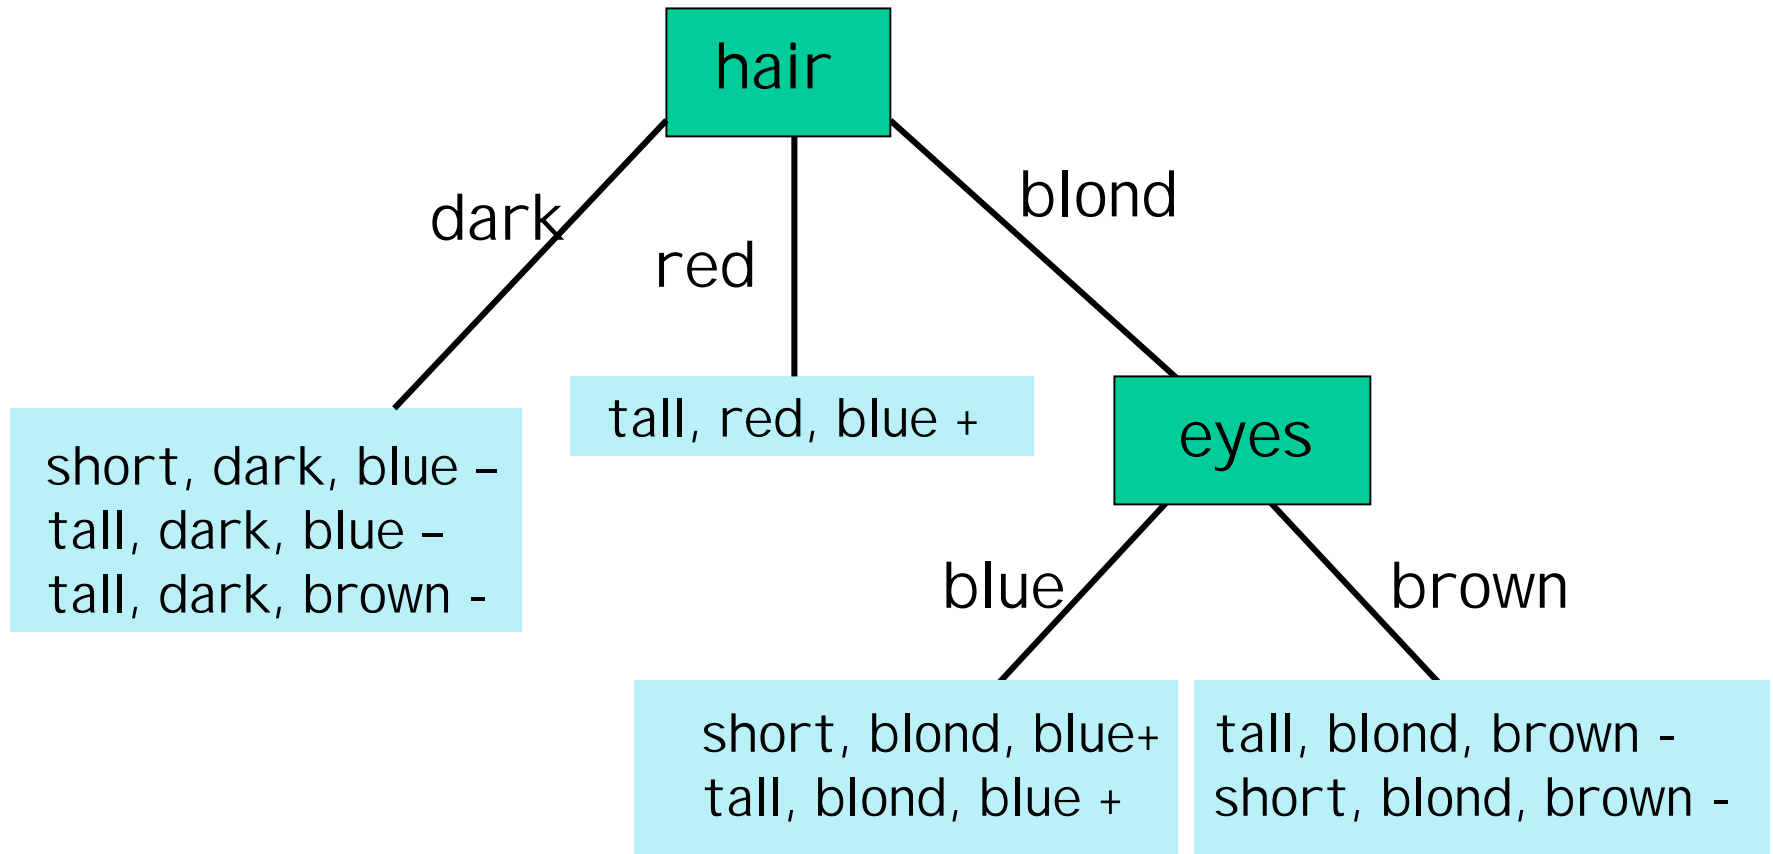 hair
dark
red
blond
short, dark, blue –
tall, dark, blue –
tall, dark, brown -
tall, red, blue +
eyes
blue
brown
short, blond, blue+
tall, blond, blue +
tall, blond, brown -
short, blond, brown -